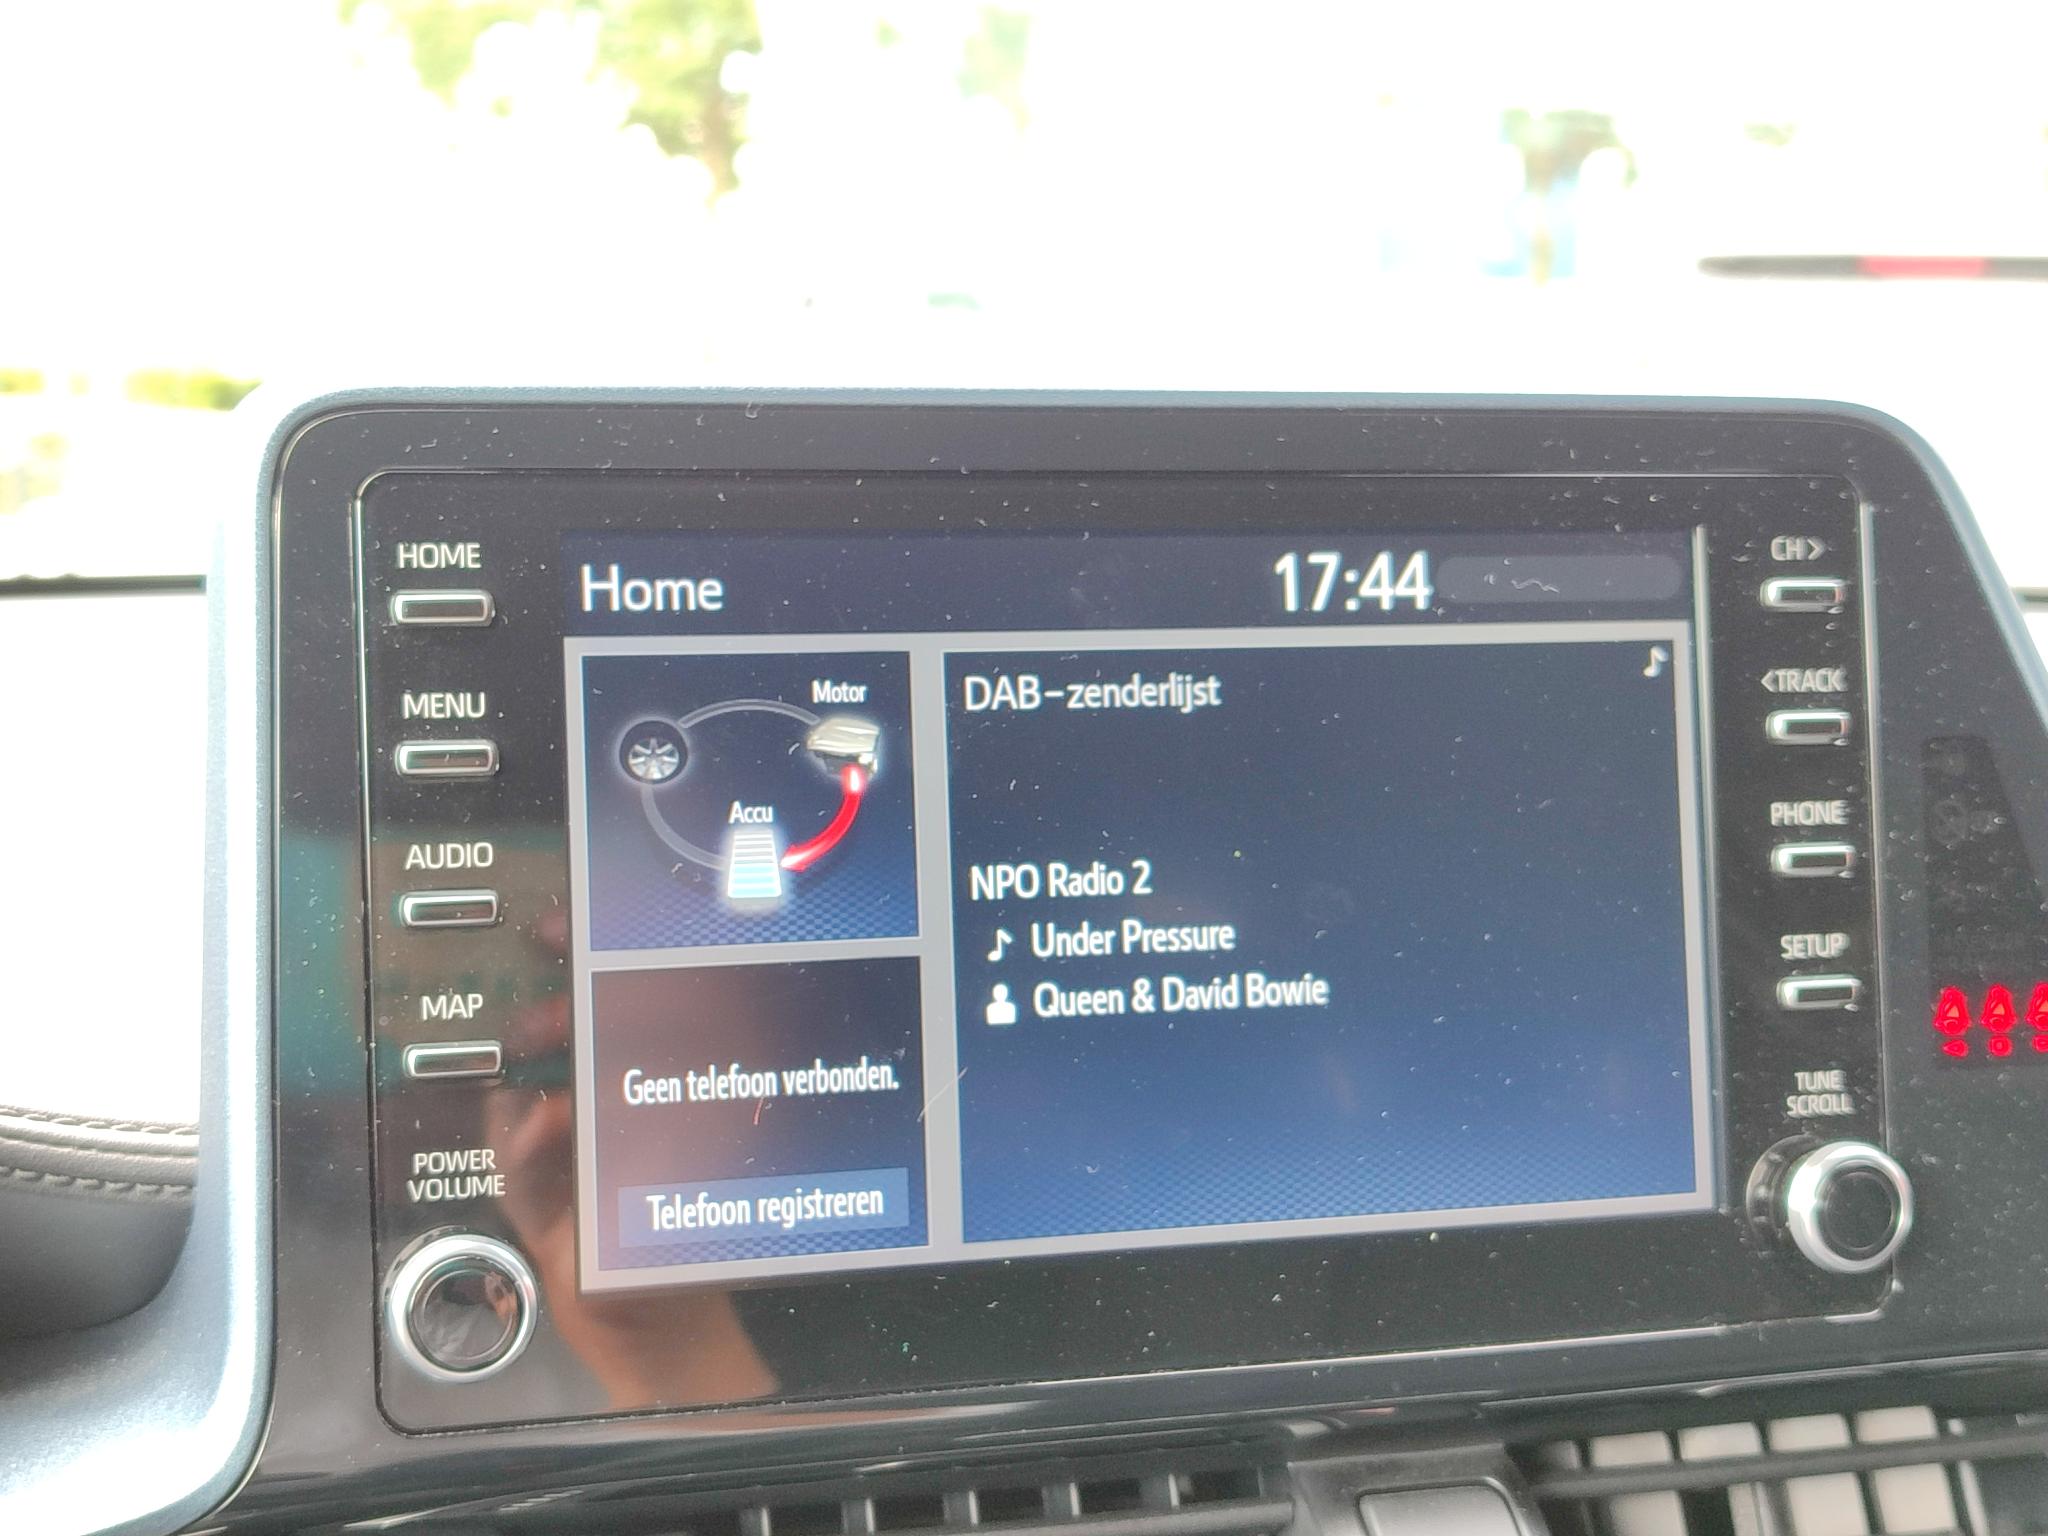 HOME
MENU
AUDIO
MAP
POWER
VOLUME
Home
17:44
Motor
Accu
Geen telefoon verbonden.
Telefoon registreren
DAB-zenderlijst
NPO Radio 2
Under Pressure
Queen & David Bowie
CH>
<TRACK
PHONE
SETUP
TUNE
SCROLL